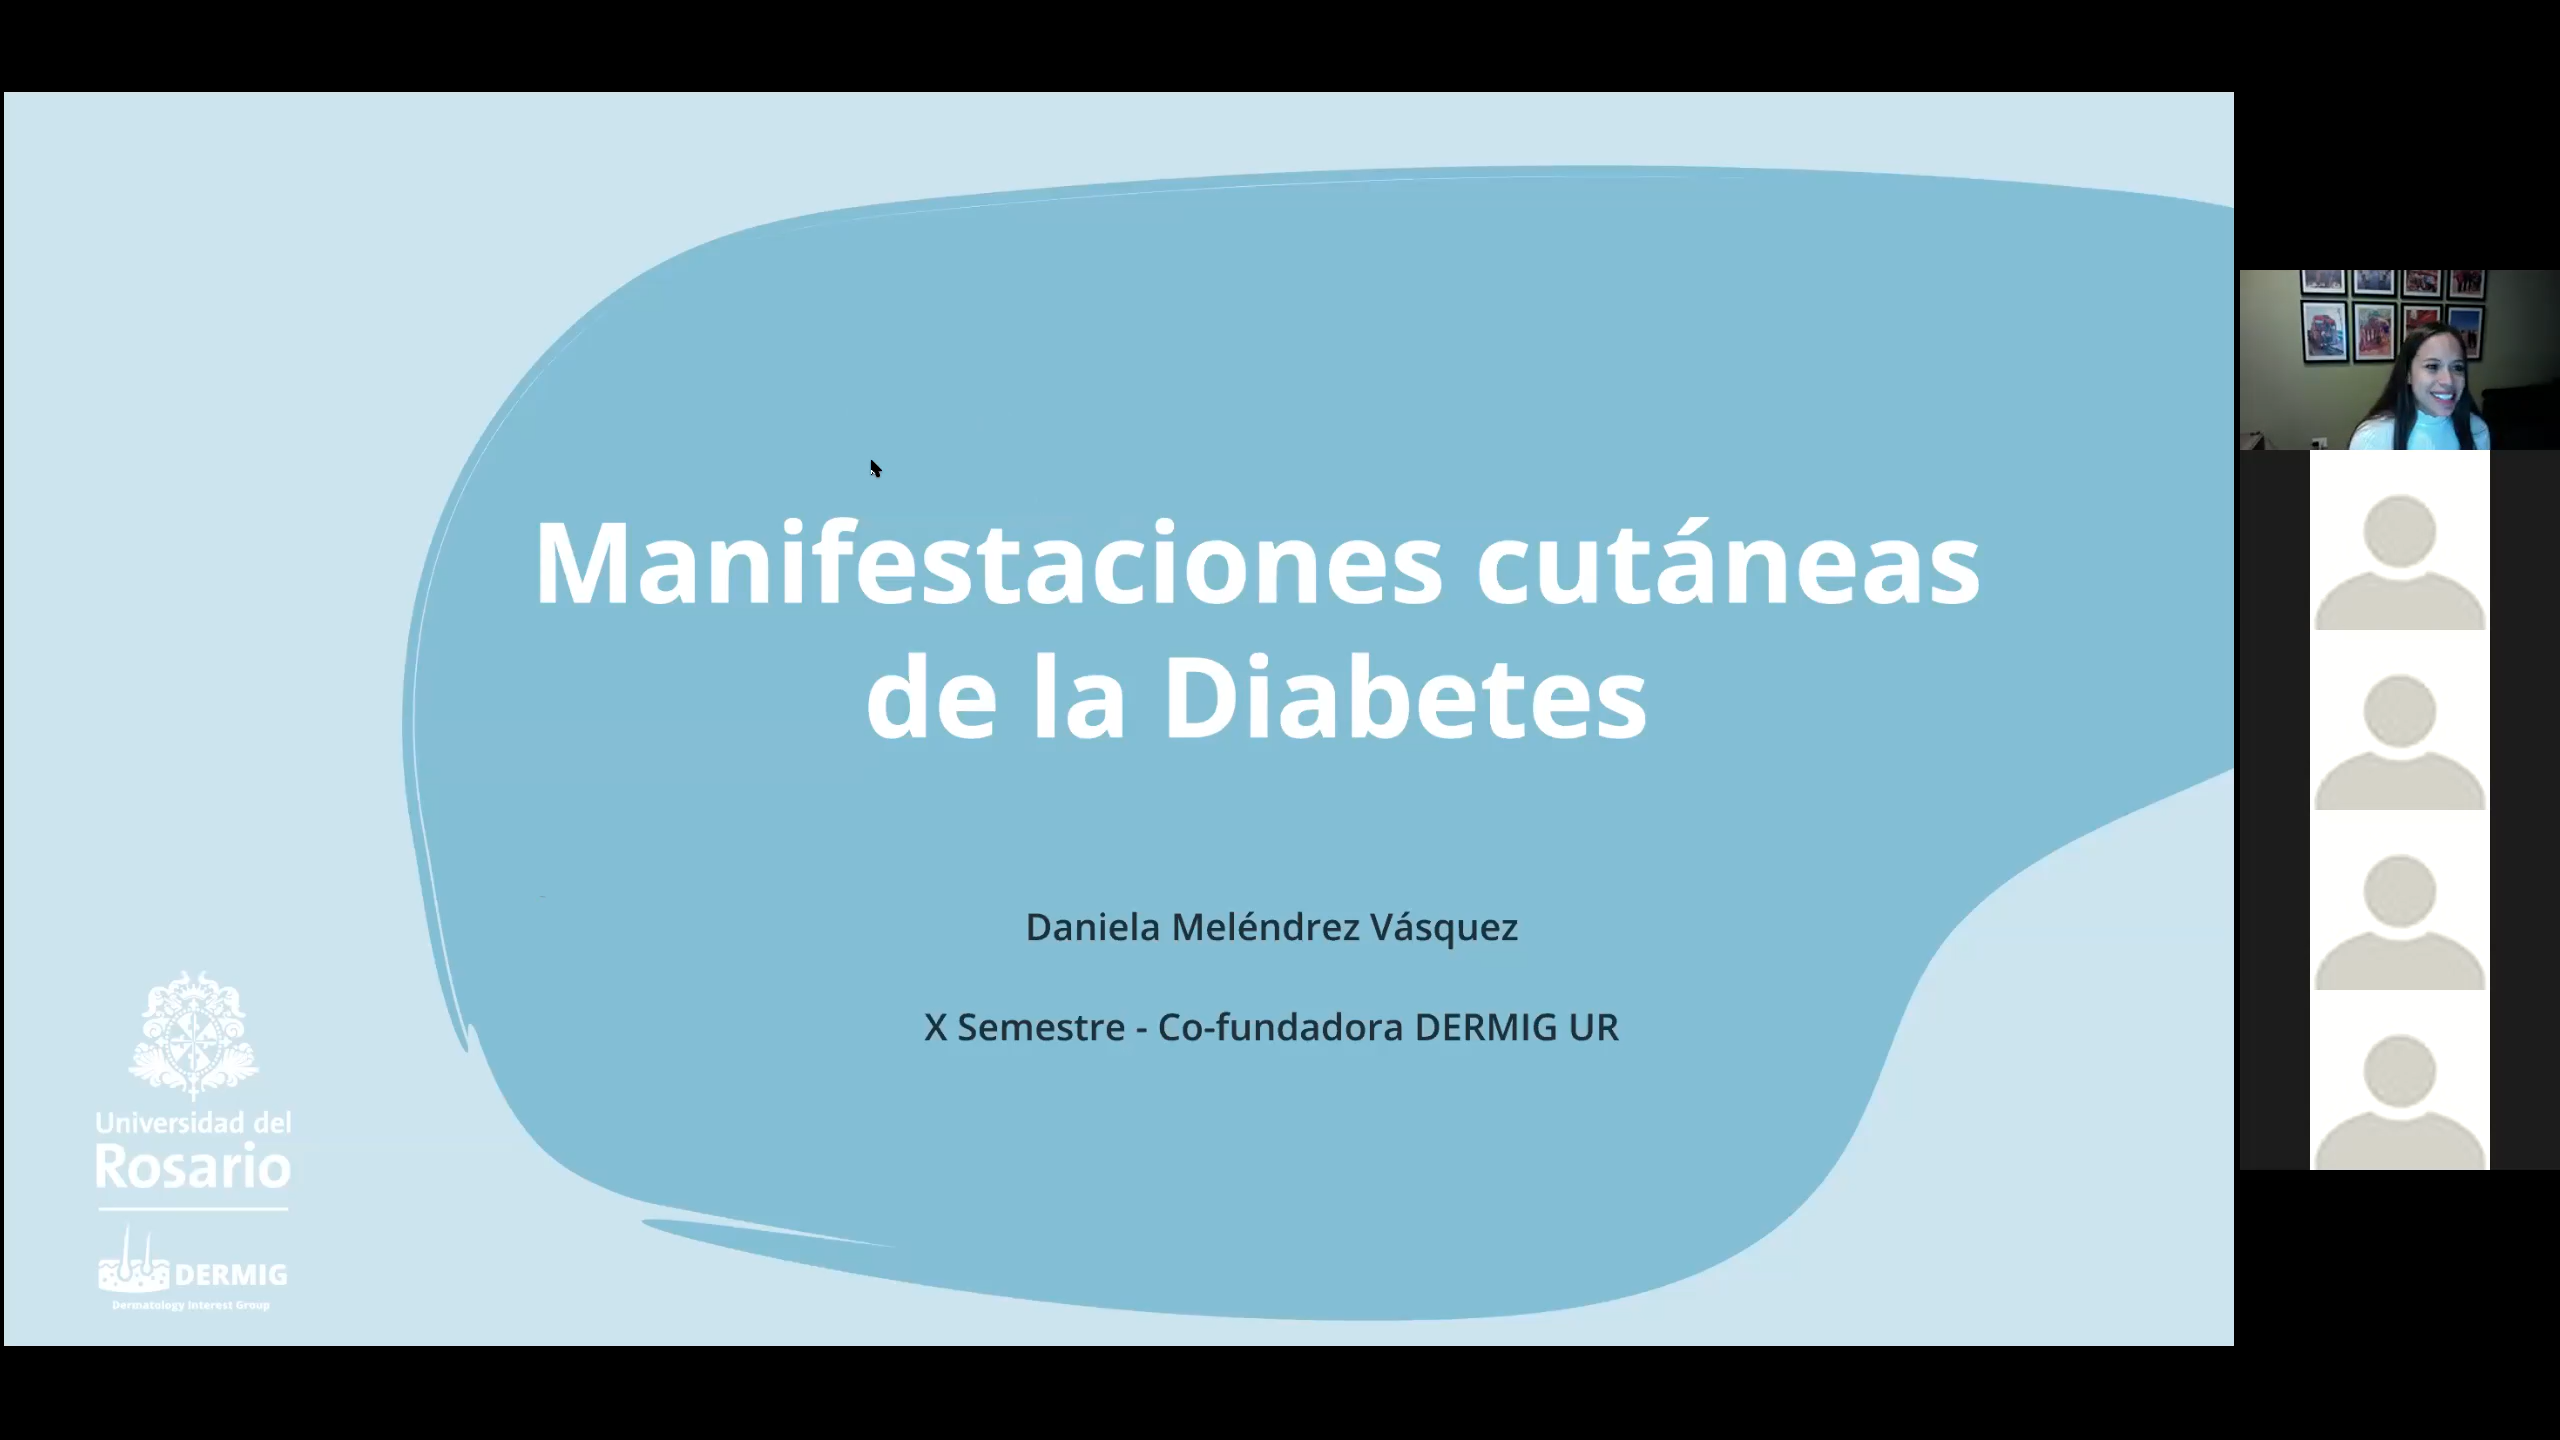 Manifestaciones cutáneas
de la Diabetes
Daniela Meléndrez Vásquez
X Semestre - Co-fundadora DERMIG UR
Universidad del
Rosario
DERMIG
Dermatology Interest Group